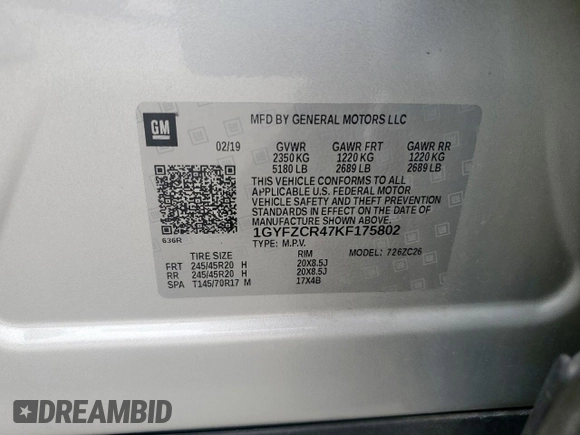 GM
MFD BY GENERAL MOTORS LLC
02/19 GVWR GAWR FRT GAWR RR
2350 KG 1220 KG 1220 KG
5180 LB 2689 LB 2689 LB
THIS VEHICLE CONFORMS TO ALL
APPLICABLE U.S. FEDERAL MOTOR
VEHICLE SAFETY AND THEFT PREVENTION
STANDARDS IN EFFECT ON THE DATE OF
MANUFACTURE SHOWN ABOVE.
1GYFZCR47KF175802
636R
TYPE: M.P.V. MODEL: 726ZC26
TIRE SIZE RIM
FRT 245/45R20 H 20X8.5J
RR 245/45R20 H 20X8.5J
SPA T145/70R17 M 17X4B
DREAMBID